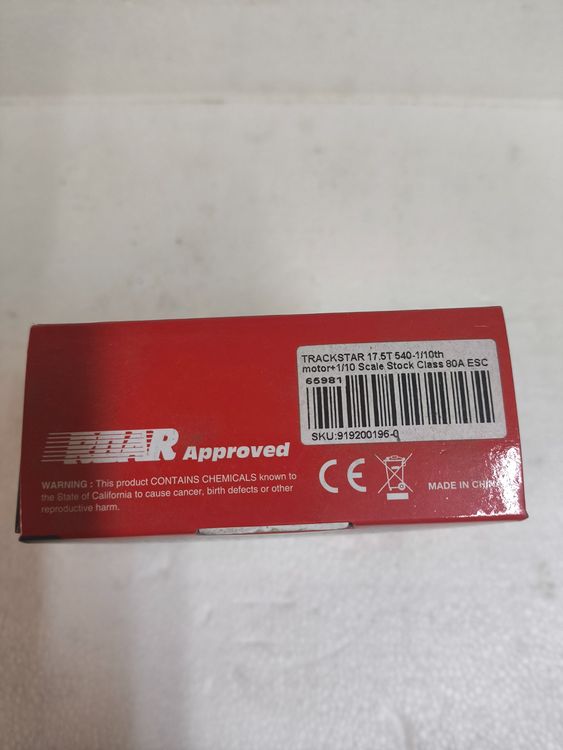 TRACKSTAR 17.5T 540-1/10th
motor+1/10 Scale Stock Class 80A ESC
65981
SKU:919200196-0
ROAR Approved
WARNING : This product CONTAINS CHEMICALS known to
the State of California to cause cancer, birth defects or other
reproductive harm.
CE
MADE IN CHINA